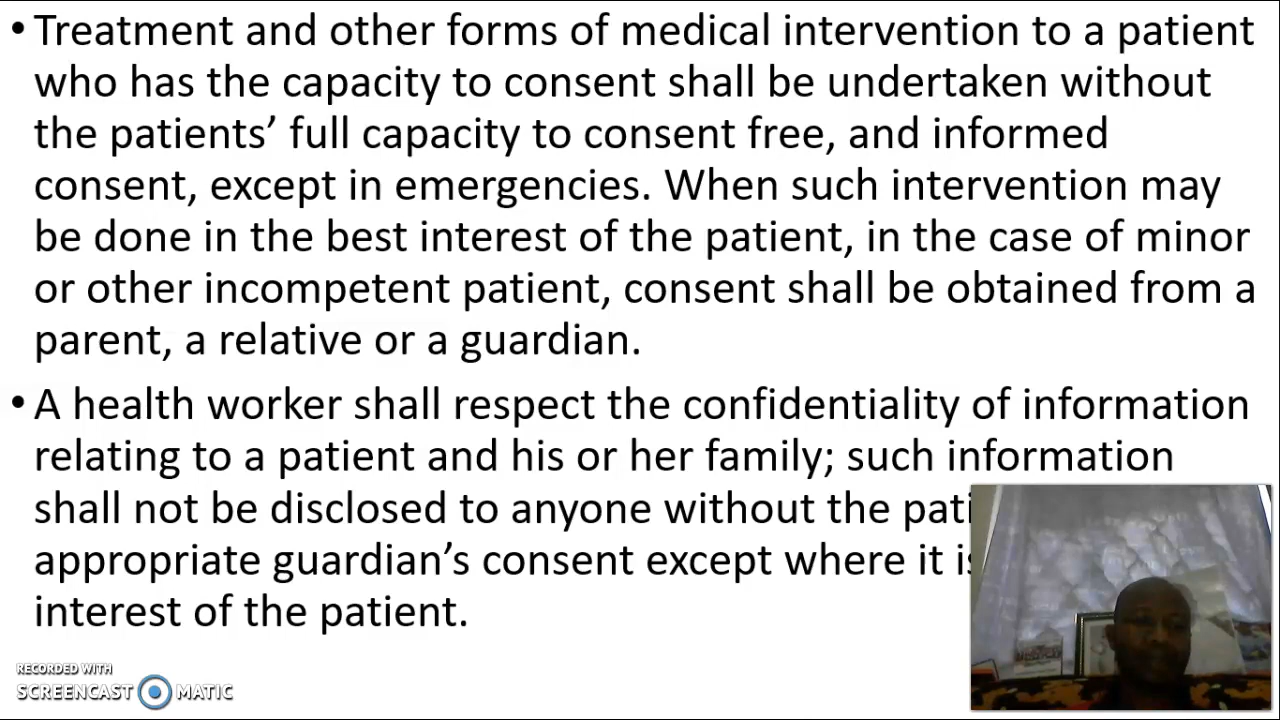 • Treatment and other forms of medical intervention to a patient
who has the capacity to consent shall be undertaken without
the patients’ full capacity to consent free, and informed
consent, except in emergencies. When such intervention may
be done in the best interest of the patient, in the case of minor
or other incompetent patient, consent shall be obtained from a
parent, a relative or a guardian.
• A health worker shall respect the confidentiality of information
relating to a patient and his or her family; such information
shall not be disclosed to anyone without the
appropriate guardian’s consent except where it
interest of the patient.
RECORDED WITH
SCREENCAST MATIC